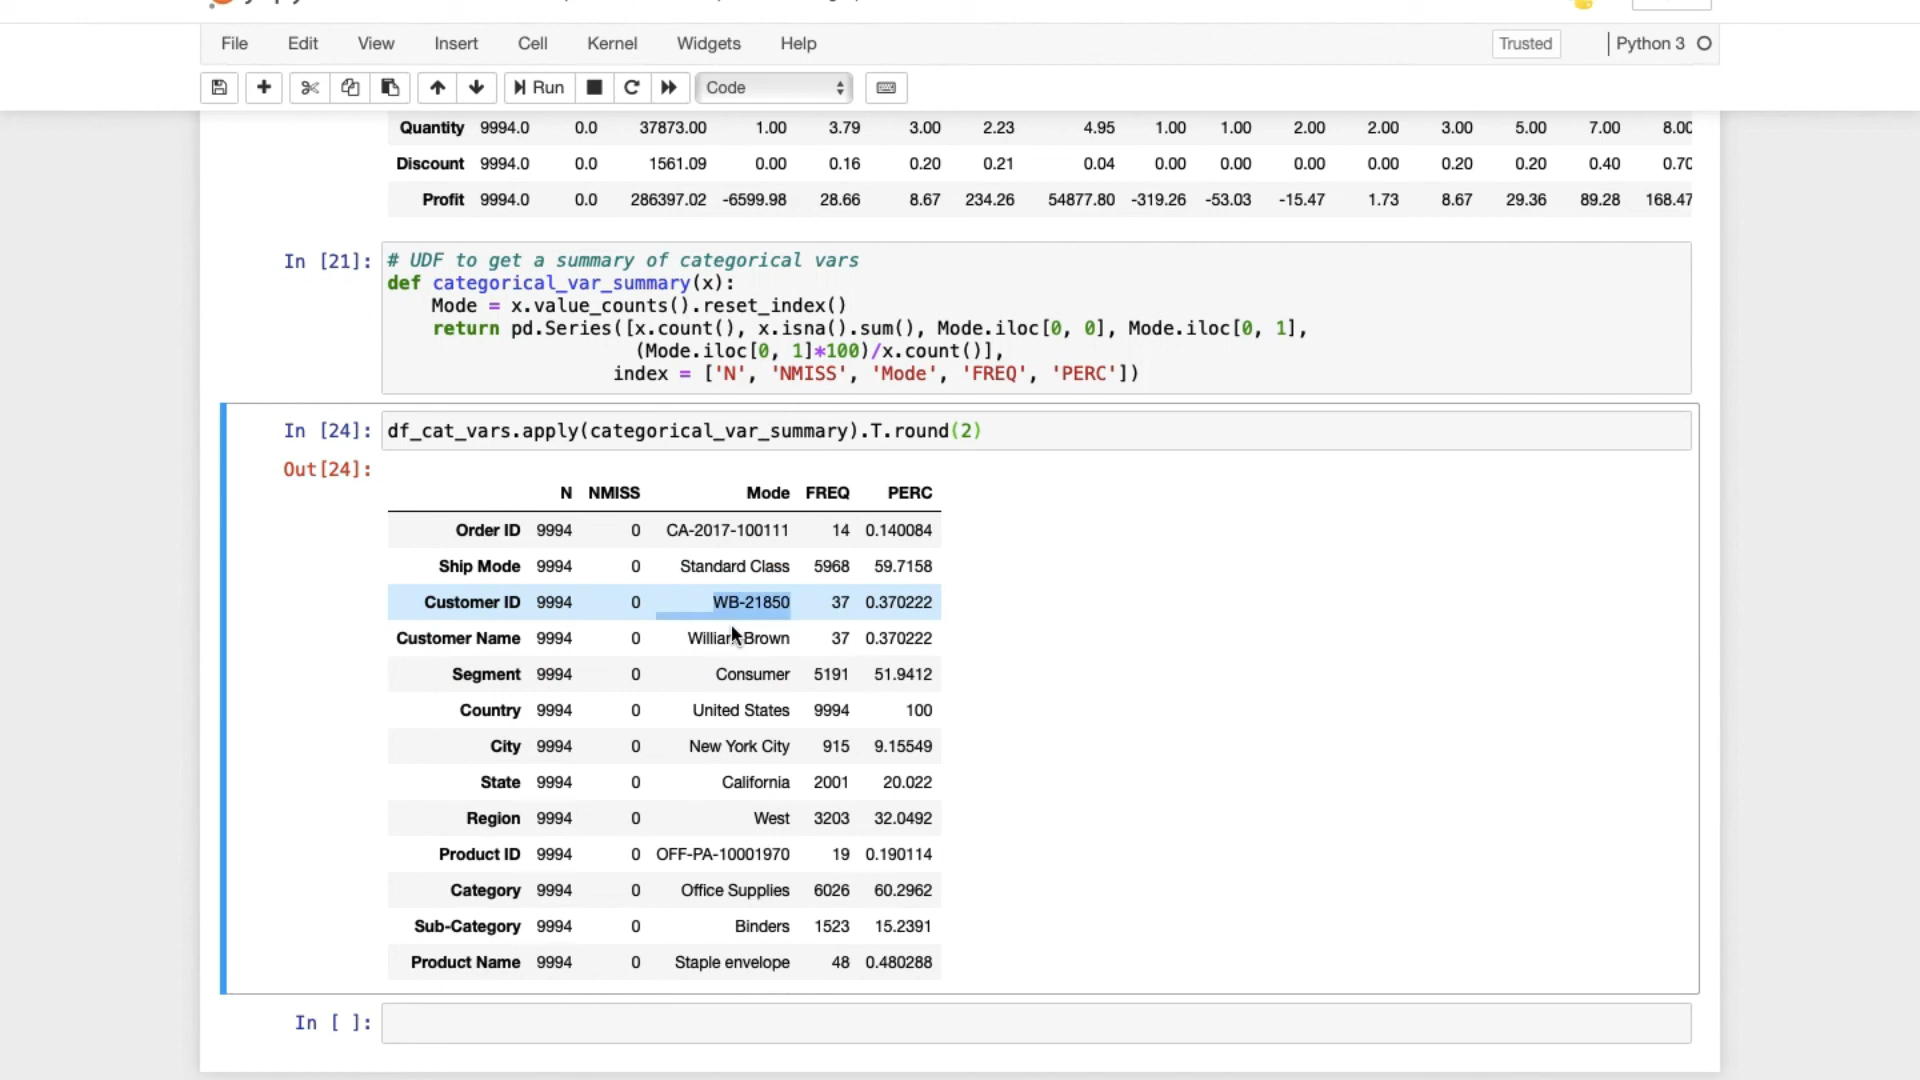 File Edit View Insert Cell Kernel Widgets Help Trusted Python 3
Run Code
Quantity 9994.0 0.0 37873.00 1.00 3.79 3.00 2.23 4.95 1.00 1.00 2.00 2.00 3.00 5.00 7.00 8.00
Discount 9994.0 0.0 1561.09 0.00 0.16 0.20 0.21 0.04 0.00 0.00 0.00 0.00 0.20 0.20 0.40 0.70
Profit 9994.0 0.0 286397.02 -6599.98 28.66 8.67 234.26 54877.80 -319.26 -53.03 -15.47 1.73 8.67 29.36 89.28 168.47
In [21]: # UDF to get a summary of categorical vars
def categorical_var_summary(x):
Mode = x.value_counts().reset_index()
return pd.Series([x.count(), x.isna().sum(), Mode.iloc[0, 0], Mode.iloc[0, 1],
(Mode.iloc[0, 1]*100)/x.count()],
index = ['N', 'NMISS', 'Mode', 'FREQ', 'PERC'])
In [24]: df_cat_vars.apply(categorical_var_summary).T.round(2)
Out[24]:
N NMISS Mode FREQ PERC
Order ID 9994 0 CA-2017-100111 14 0.140084
Ship Mode 9994 0 Standard Class 5968 59.7158
Customer ID 9994 0 WB-21850 37 0.370222
Customer Name 9994 0 William Brown 37 0.370222
Segment 9994 0 Consumer 5191 51.9412
Country 9994 0 United States 9994 100
City 9994 0 New York City 915 9.15549
State 9994 0 California 2001 20.022
Region 9994 0 West 3203 32.0492
Product ID 9994 0 OFF-PA-10001970 19 0.190114
Category 9994 0 Office Supplies 6026 60.2962
Sub-Category 9994 0 Binders 1523 15.2391
Product Name 9994 0 Staple envelope 48 0.480288
In [ ]: